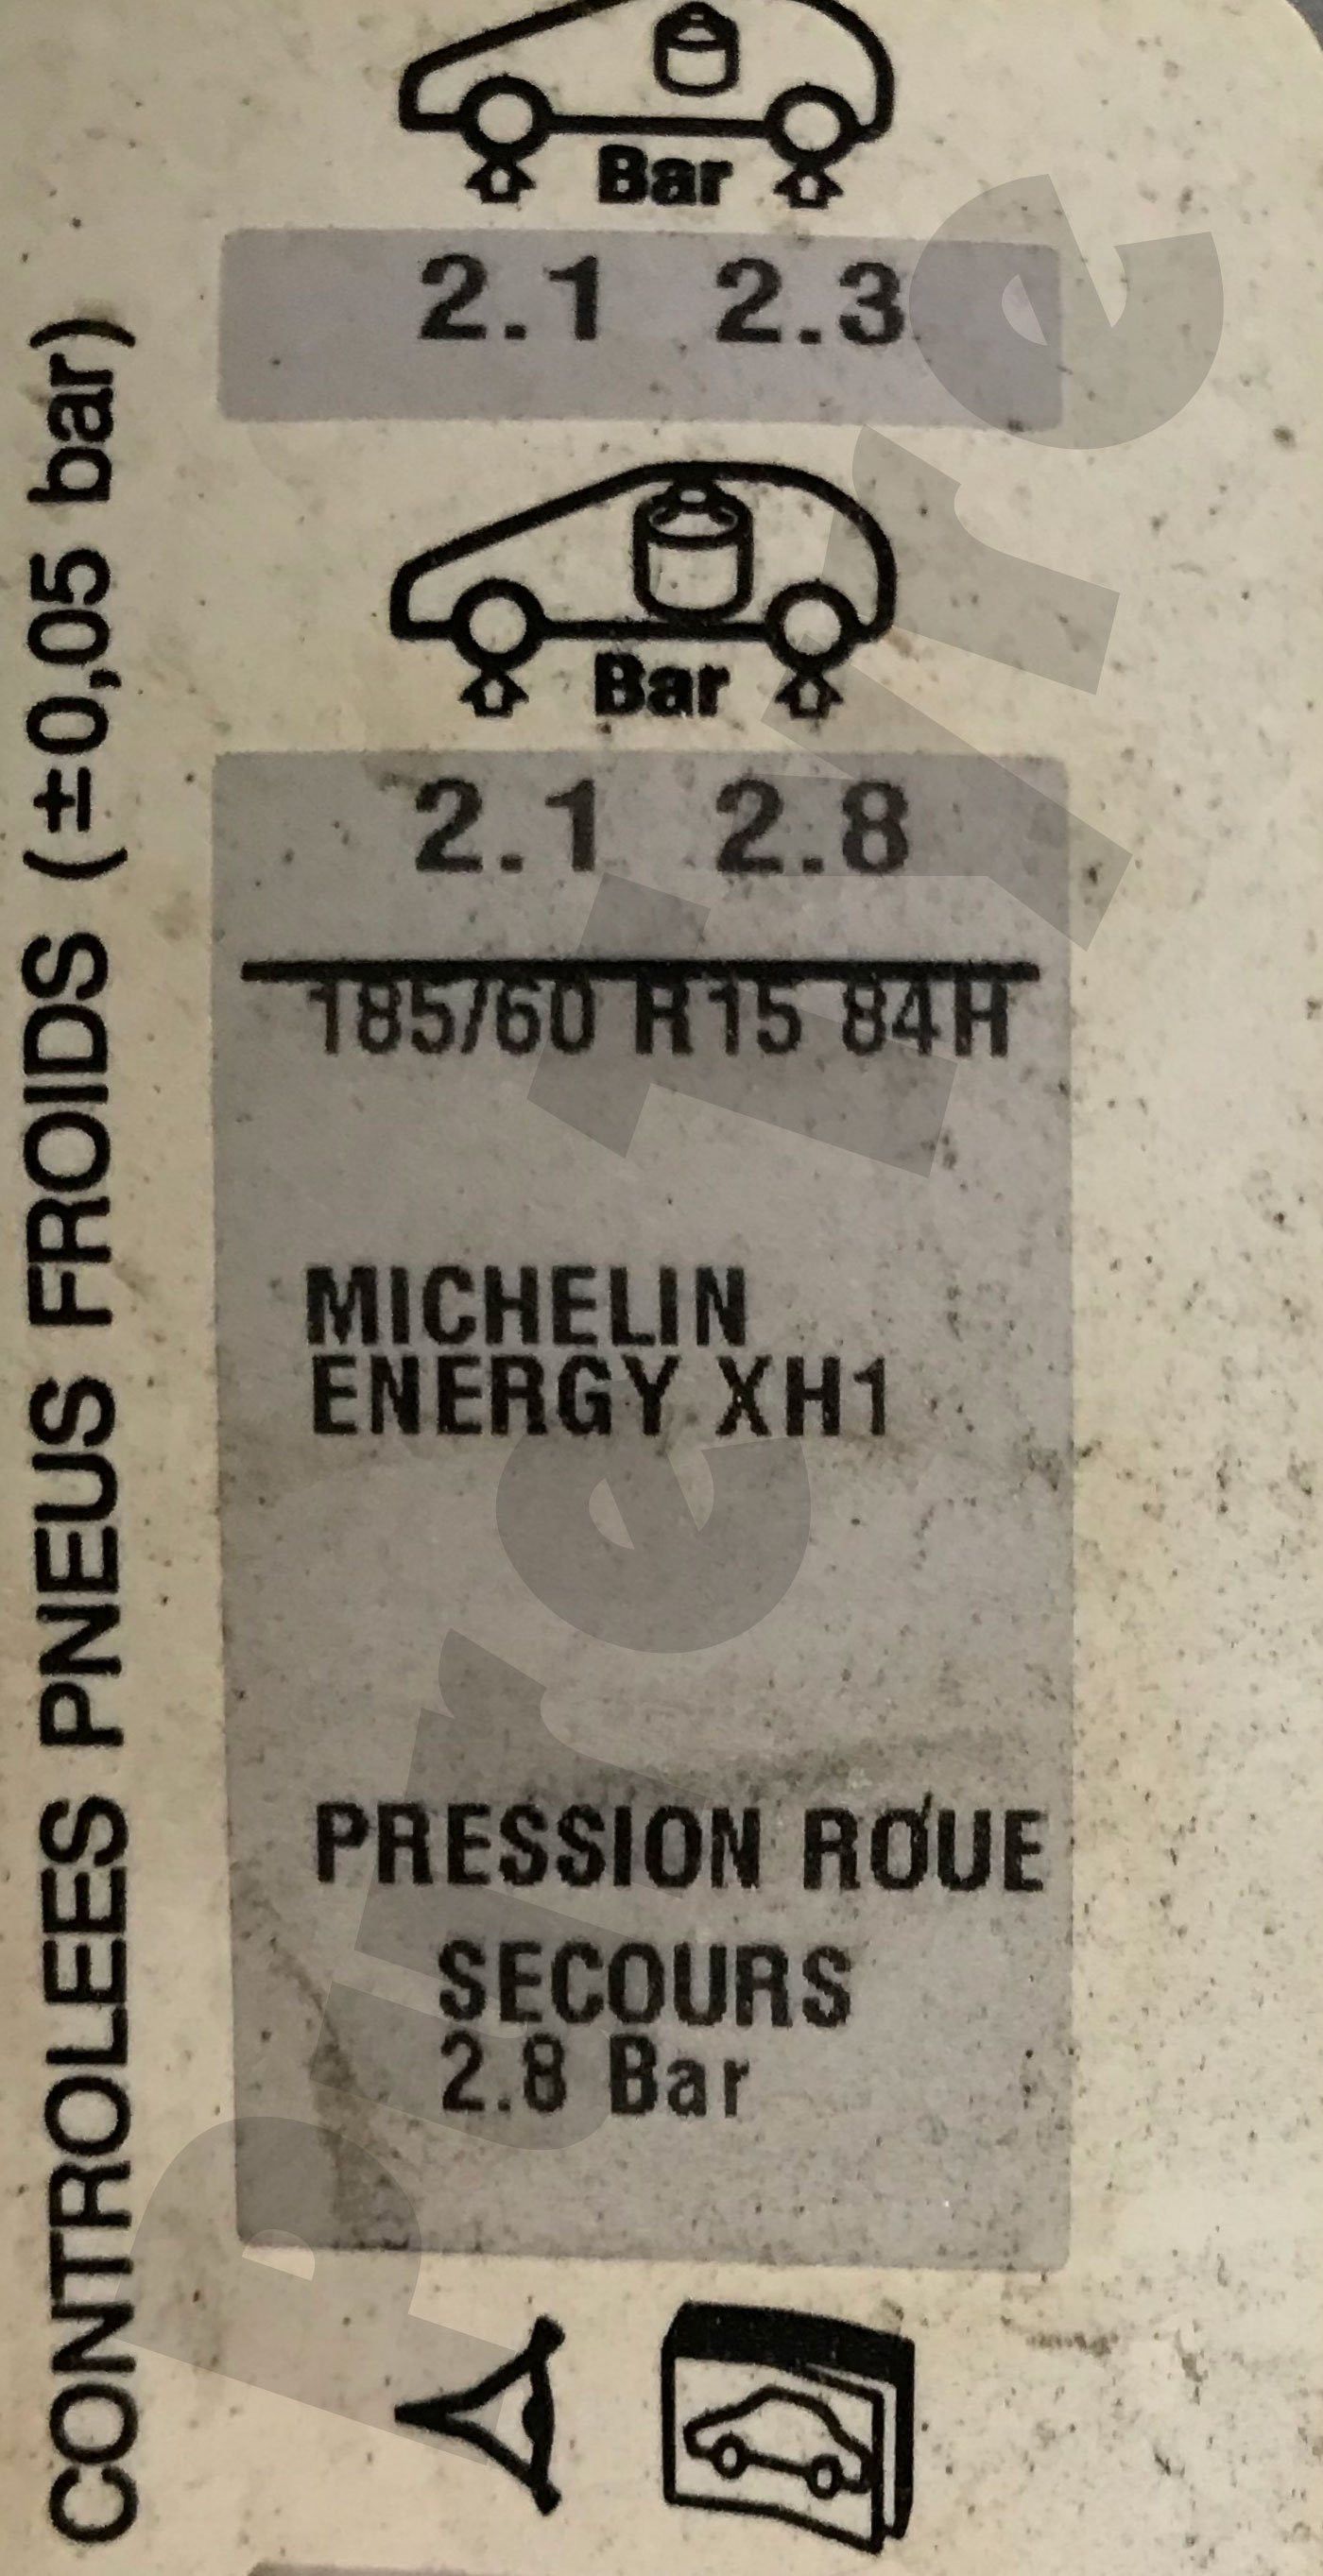 Bar
2.1 2.3
Bar
2.1 2.8
185/60 R15 84H
MICHELIN
ENERGY XH1
PRESSION ROUE
SECOURS
2.8 Bar
CONTROLEES PNEUS FROIDS (±0,05 bar)
PureTyre